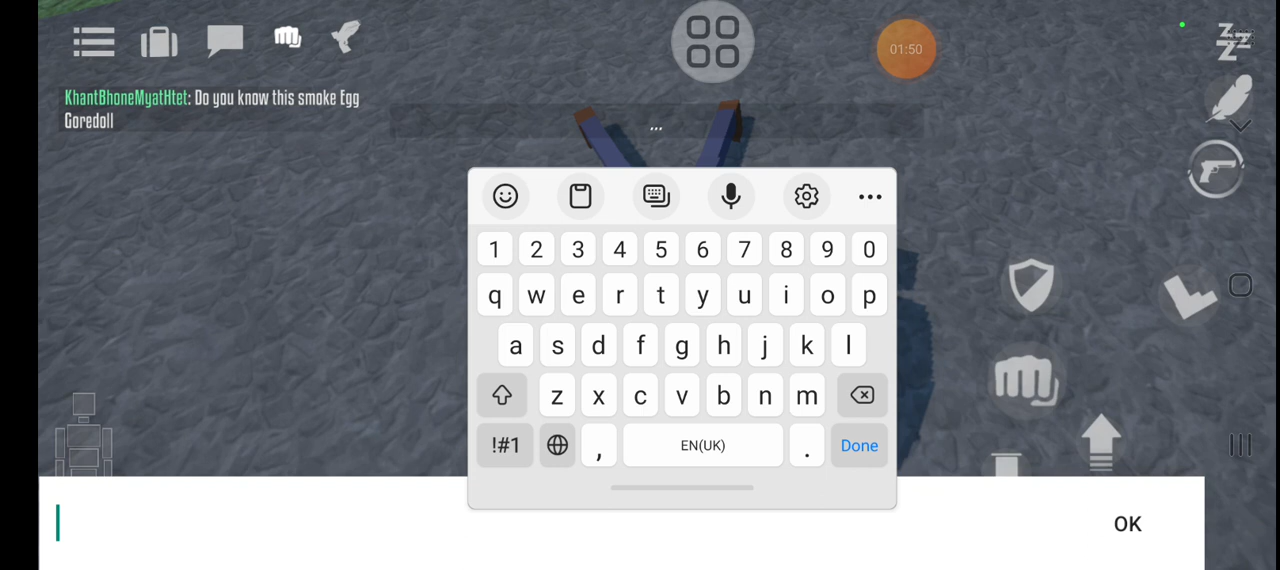 01:50
KhantBhoneMyatHtet: Do you know this smoke Egg
Goredoll
...
1 2 3 4 5 6 7 8 9 0
q w e r t y u i o p
a s d f g h j k l
z x c v b n m
!#1 , EN(UK) . Done
OK